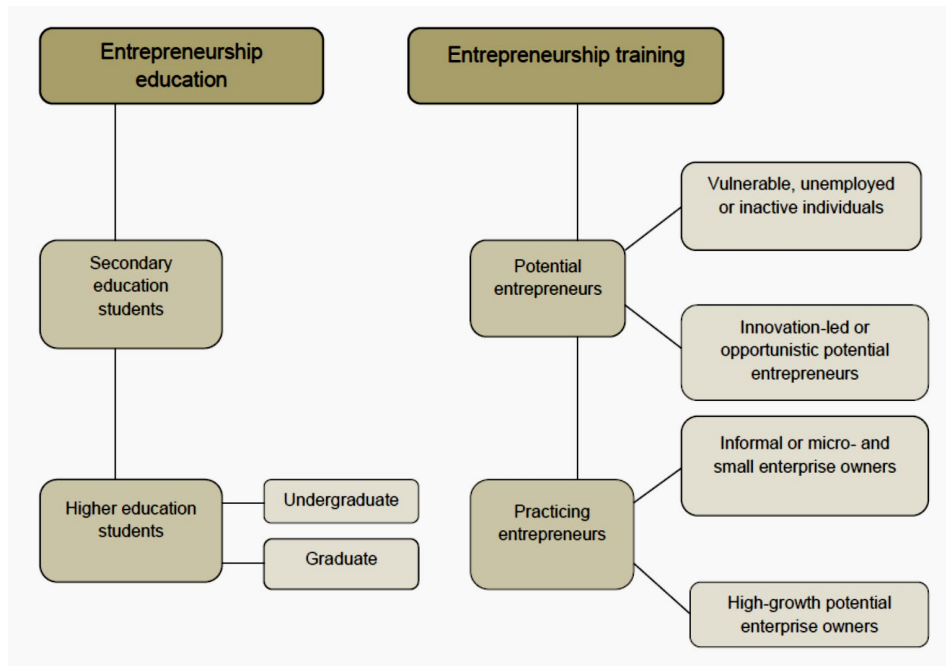 Entrepreneurship
education
Entrepreneurship training
Vulnerable, unemployed
or inactive individuals
Secondary
education
students
Potential
entrepreneurs
Innovation-led or
opportunistic potential
entrepreneurs
Informal or micro- and
small enterprise owners
Higher education
students
Undergraduate
Graduate
Practicing
entrepreneurs
High-growth potential
enterprise owners